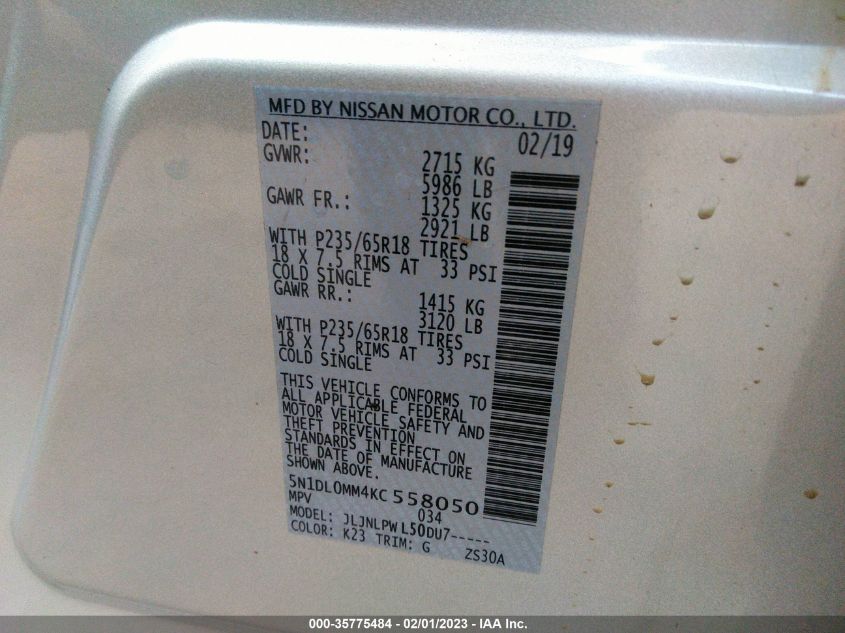 MFD BY NISSAN MOTOR CO., LTD.
DATE: 02/19
GVWR: 2715 KG
5986 LB
GAWR FR.: 1325 KG
2921 LB
WITH P235/65R18 TIRES
18 X 7.5 RIMS AT 33 PSI
COLD SINGLE
GAWR RR.: 1415 KG
3120 LB
WITH P235/65R18 TIRES
18 X 7.5 RIMS AT 33 PSI
COLD SINGLE
THIS VEHICLE CONFORMS TO
ALL APPLICABLE FEDERAL
MOTOR VEHICLE SAFETY AND
THEFT PREVENTION
STANDARDS IN EFFECT ON
THE DATE OF MANUFACTURE
SHOWN ABOVE.
5N1DL0MM4KC 558050
MPV 034
MODEL: JLJNLPW L50DU7-----
COLOR: K23 TRIM: G ZS30A
000-35775484 - 02/01/2023 - IAA Inc.